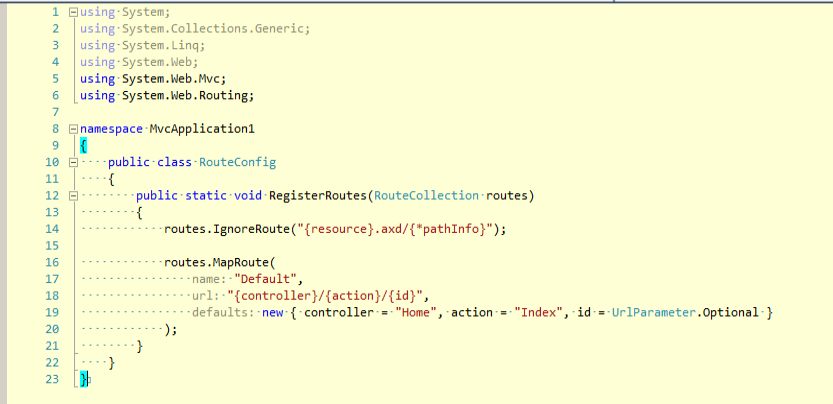 1 using System;
2 using System.Collections.Generic;
3 using System.Linq;
4 using System.Web;
5 using System.Web.Mvc;
6 using System.Web.Routing;
7
8 namespace MvcApplication1
9 {
10     public class RouteConfig
11     {
12         public static void RegisterRoutes(RouteCollection routes)
13         {
14             routes.IgnoreRoute("{resource}.axd/{*pathInfo}");
15
16             routes.MapRoute(
17                 name: "Default",
18                 url: "{controller}/{action}/{id}",
19                 defaults: new { controller = "Home", action = "Index", id = UrlParameter.Optional }
20             );
21         }
22     }
23 }